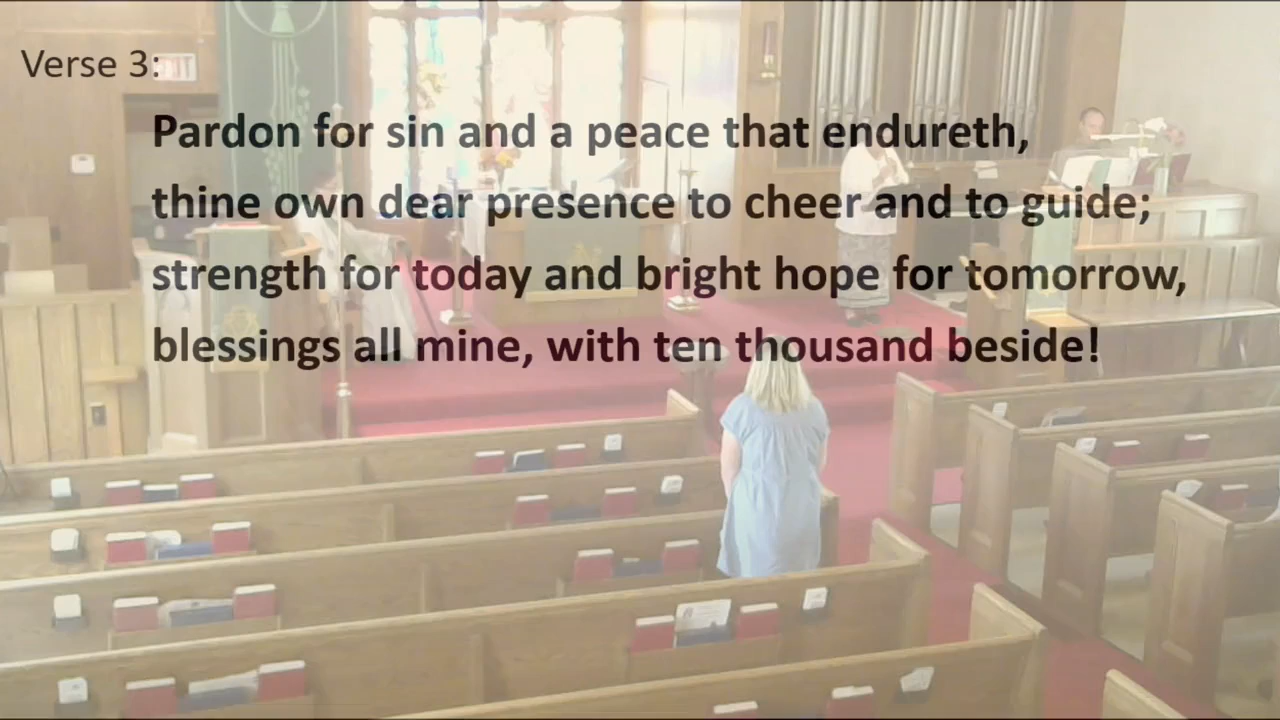 Verse 3:
Pardon for sin and a peace that endureth,
thine own dear presence to cheer and to guide;
strength for today and bright hope for tomorrow,
blessings all mine, with ten thousand beside!